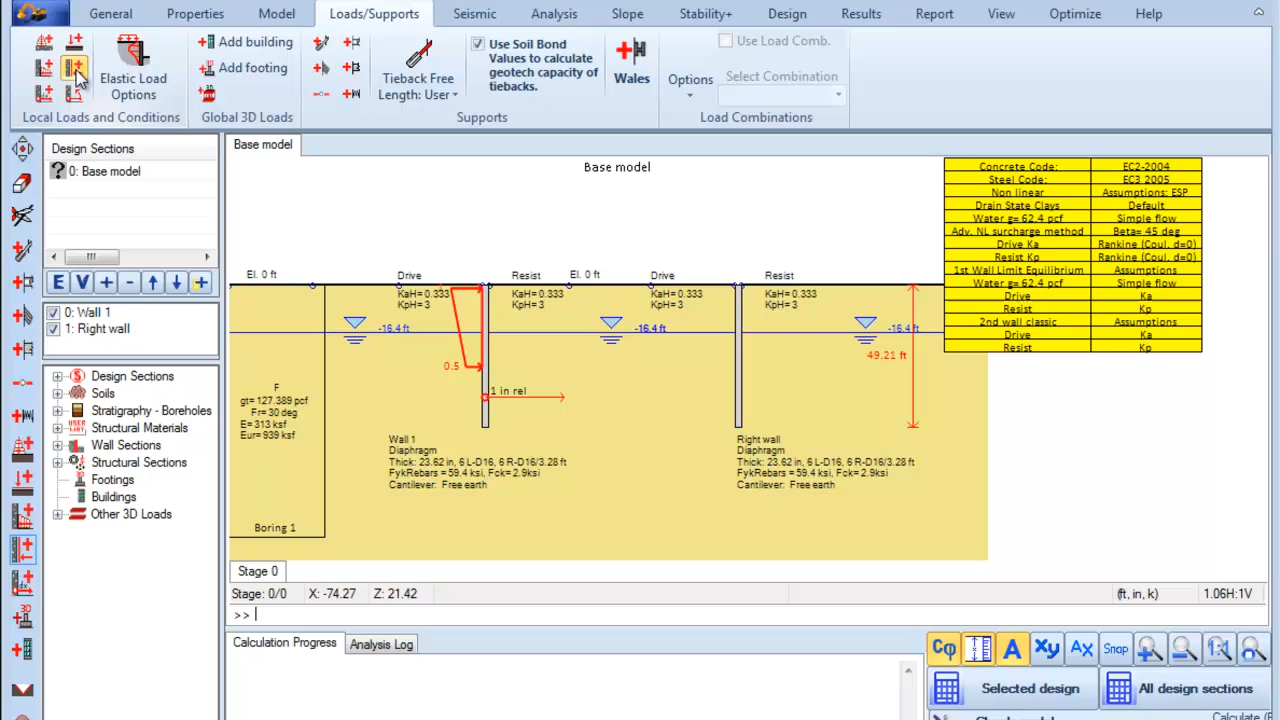 General Properties Model Loads/Supports Seismic Analysis Slope Stability+ Design Results Report View Optimize Help
Elastic Load
Options
Local Loads and Conditions
Add building
Add footing
Global 3D Loads
Tieback Free
Length: User
Use Soil Bond
Values to calculate
geotech capacity of
tiebacks.
Wales
Supports
Options
Use Load Comb.
Select Combination
Load Combinations
Design Sections
0: Base model
E V + - +
0: Wall 1
1: Right wall
Design Sections
Soils
Stratigraphy - Boreholes
Structural Materials
Wall Sections
Structural Sections
Footings
Buildings
Other 3D Loads
Base model
Base model
Concrete Code: EC2-2004
Steel Code: EC3 2005
Non linear Assumptions: ESP
Drain State Clays Default
Water g= 62.4 pcf Simple flow
Adv. NL surcharge method Beta= 45 deg
Drive Ka Rankine (Coul. d=0)
Resist Kp Rankine (Coul. d=0)
1st Wall Limit Equilibrium Assumptions
Water g= 62.4 pcf Simple flow
Drive Ka
Resist Kp
2nd wall classic Assumptions
Drive Ka
Resist Kp
El. 0 ft Drive Resist El. 0 ft Drive Resist
KaH= 0.333 KaH= 0.333 KaH= 0.333 KaH= 0.333
KpH= 3 KpH= 3 KpH= 3 KpH= 3
-16.4 ft -16.4 ft -16.4 ft
49.21 ft
0.5
1 in rel
F
gt= 127.389 pcf
Fr= 30 deg
E= 313 ksf
Eur= 939 ksf
Boring 1
Wall 1
Diaphragm
Thick: 23.62 in, 6 L-D16, 6 R-D16/3.28 ft
FykRebars = 59.4 ksi, Fck= 2.9ksi
Cantilever: Free earth
Right wall
Diaphragm
Thick: 23.62 in, 6 L-D16, 6 R-D16/3.28 ft
FykRebars = 59.4 ksi, Fck= 2.9ksi
Cantilever: Free earth
Stage 0
Stage: 0/0 X: -74.27 Z: 21.42 (ft, in, k) 1.06H:1V
>>
Calculation Progress Analysis Log
Cφ A Xy Ax Snap 1:1
Selected design All design sections